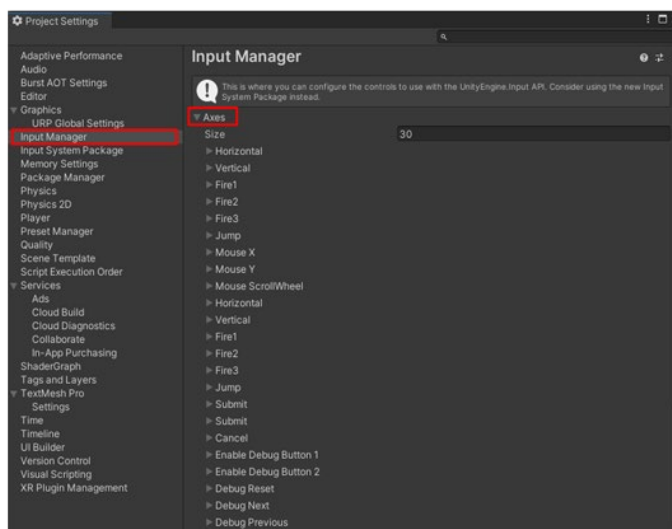 Project Settings
Adaptive Performance
Audio
Burst AOT Settings
Editor
Graphics
URP Global Settings
Input Manager
Input System Package
Memory Settings
Package Manager
Physics
Physics 2D
Player
Preset Manager
Quality
Scene Template
Script Execution Order
Services
Ads
Cloud Build
Cloud Diagnostics
Collaborate
In-App Purchasing
ShaderGraph
Tags and Layers
TextMesh Pro
Settings
Time
Timeline
UI Builder
Version Control
Visual Scripting
XR Plugin Management
Input Manager
This is where you can configure the controls to use with the UnityEngine.Input API. Consider using the new Input
System Package instead.
Axes
Size 30
Horizontal
Vertical
Fire1
Fire2
Fire3
Jump
Mouse X
Mouse Y
Mouse ScrollWheel
Horizontal
Vertical
Fire1
Fire2
Fire3
Jump
Submit
Submit
Cancel
Enable Debug Button 1
Enable Debug Button 2
Debug Reset
Debug Next
Debug Previous